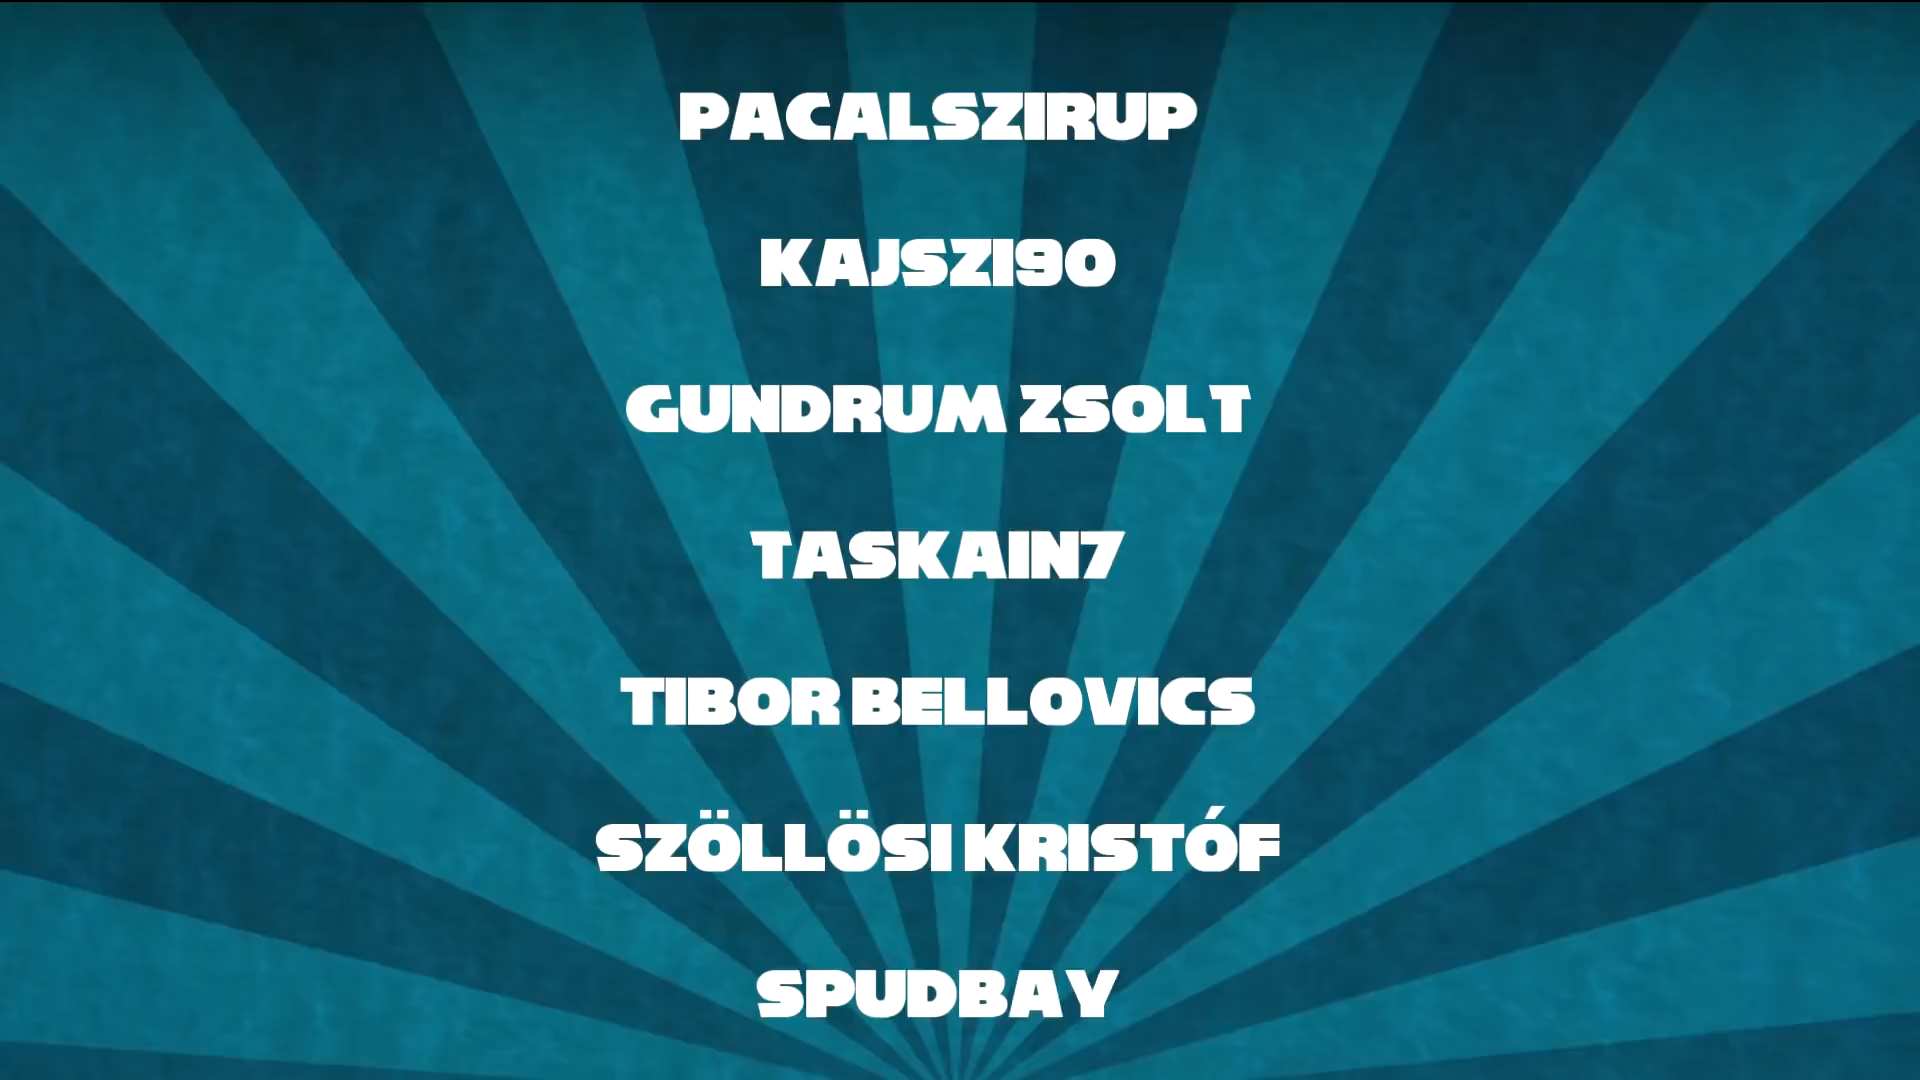 PACALSZIRUP
KAJSZI90
GUNDRUM ZSOLT
TASKAIN7
TIBOR BELLOVICS
SZÖLLÖSI KRISTÓF
SPUDBAY